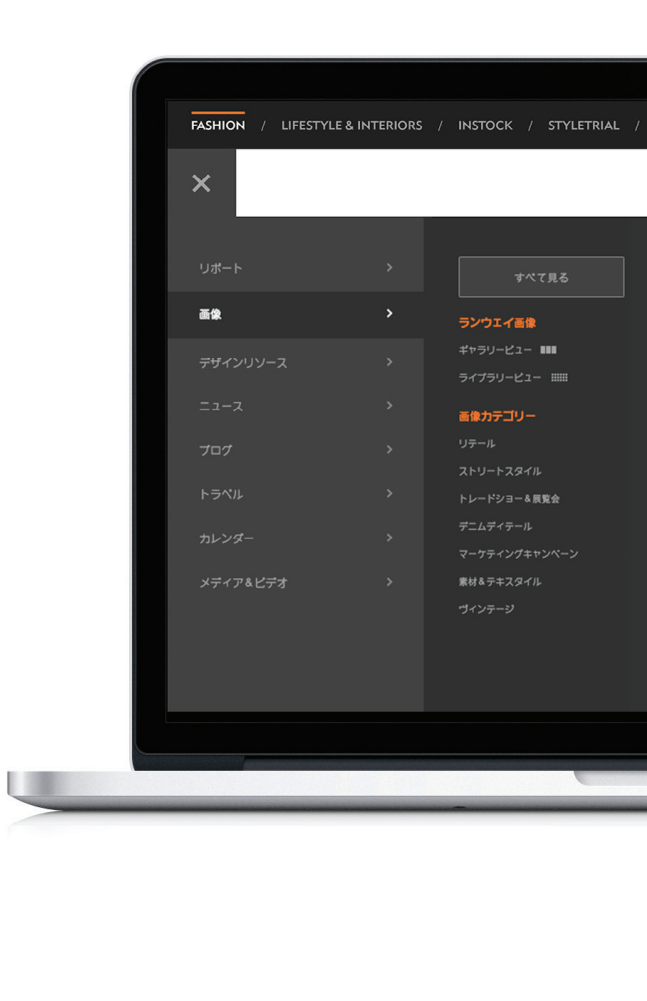 FASHION / LIFESTYLE & INTERIORS / INSTOCK / STYLETRIAL /
リポート
画像
デザインリソース
ニュース
ブログ
トラベル
カレンダー
メディア&ビデオ
すべて見る
ランウエイ画像
ギャラリービュー
ライブラリービュー
画像カテゴリー
リテール
ストリートスタイル
トレードショー&展覧会
デニムディテール
マーケティングキャンペーン
素材&テキスタイル
ヴィンテージ